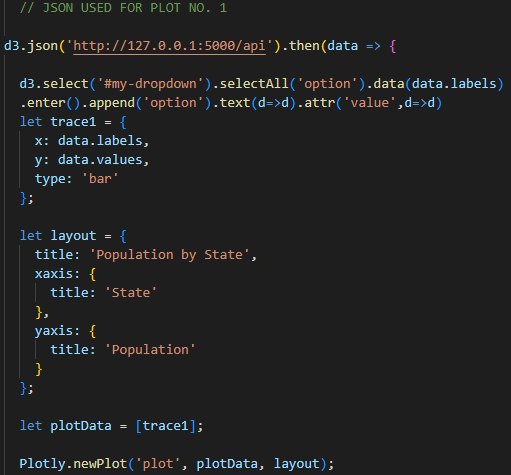 // JSON USED FOR PLOT NO. 1
d3.json('http://127.0.0.1:5000/api').then(data => {
d3.select('#my-dropdown').selectAll('option').data(data.labels)
.enter().append('option').text(d=>d).attr('value',d=>d)
let trace1 = {
x: data.labels,
y: data.values,
type: 'bar'
};
let layout = {
title: 'Population by State',
xaxis: {
title: 'State'
},
yaxis: {
title: 'Population'
}
};
let plotData = [trace1];
Plotly.newPlot('plot', plotData, layout);